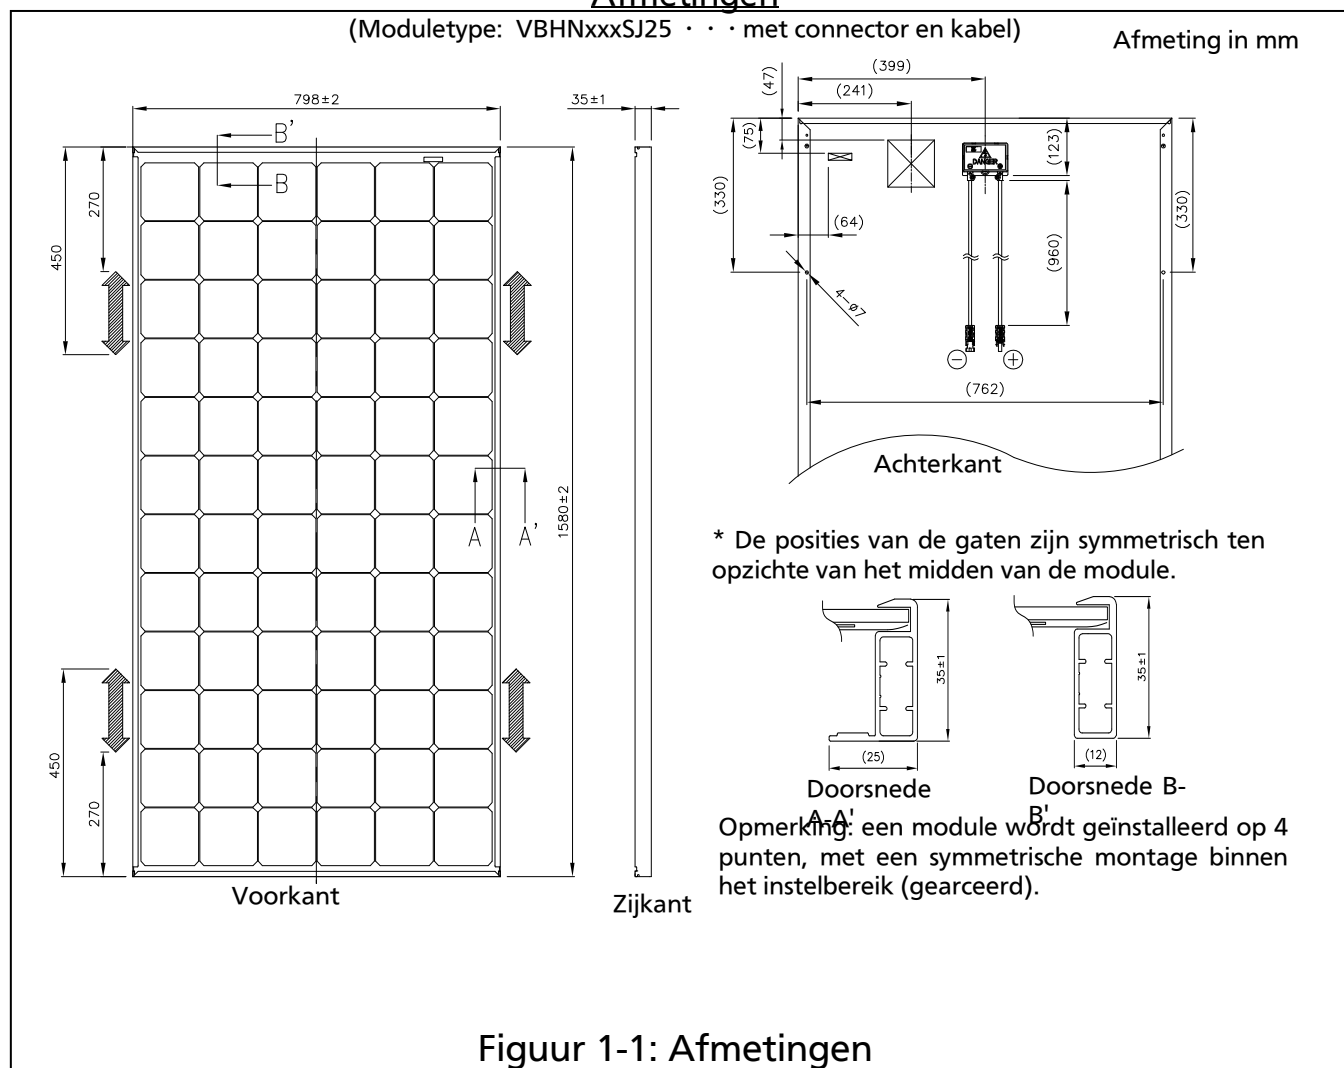 Afmetingen
(Moduletype: VBHNxxxSJ25 ・・・met connector en kabel)
Afmeting in mm
798±2
35±1
B'
B
270
450
1580±2
A
A'
450
270
Voorkant
Zijkant
(399)
(241)
(47)
(75)
(123)
(330)
(330)
(64)
(960)
4-ø7
DANGER
− +
(762)
Achterkant
* De posities van de gaten zijn symmetrisch ten
opzichte van het midden van de module.
35±1
(25)
35±1
(12)
Doorsnede
A-A'
Doorsnede B-
B'
Opmerking: een module wordt geïnstalleerd op 4
punten, met een symmetrische montage binnen
het instelbereik (gearceerd).
Figuur 1-1: Afmetingen